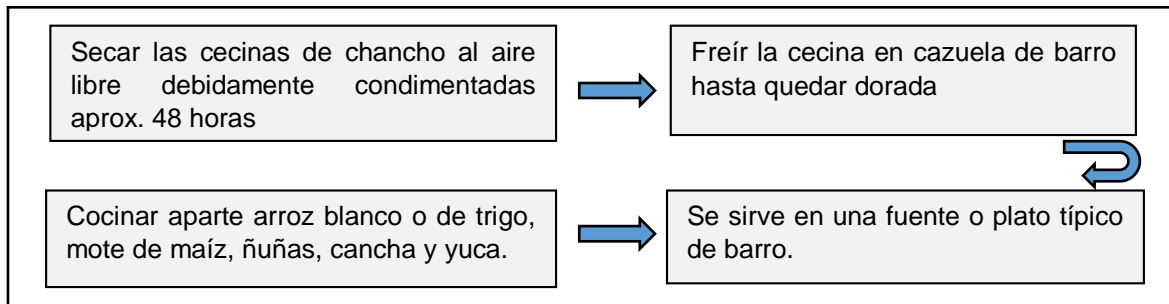 Secar las cecinas de chancho al aire
libre debidamente condimentadas
aprox. 48 horas
Freír la cecina en cazuela de barro
hasta quedar dorada
Cocinar aparte arroz blanco o de trigo,
mote de maíz, ñuñas, cancha y yuca.
Se sirve en una fuente o plato típico
de barro.